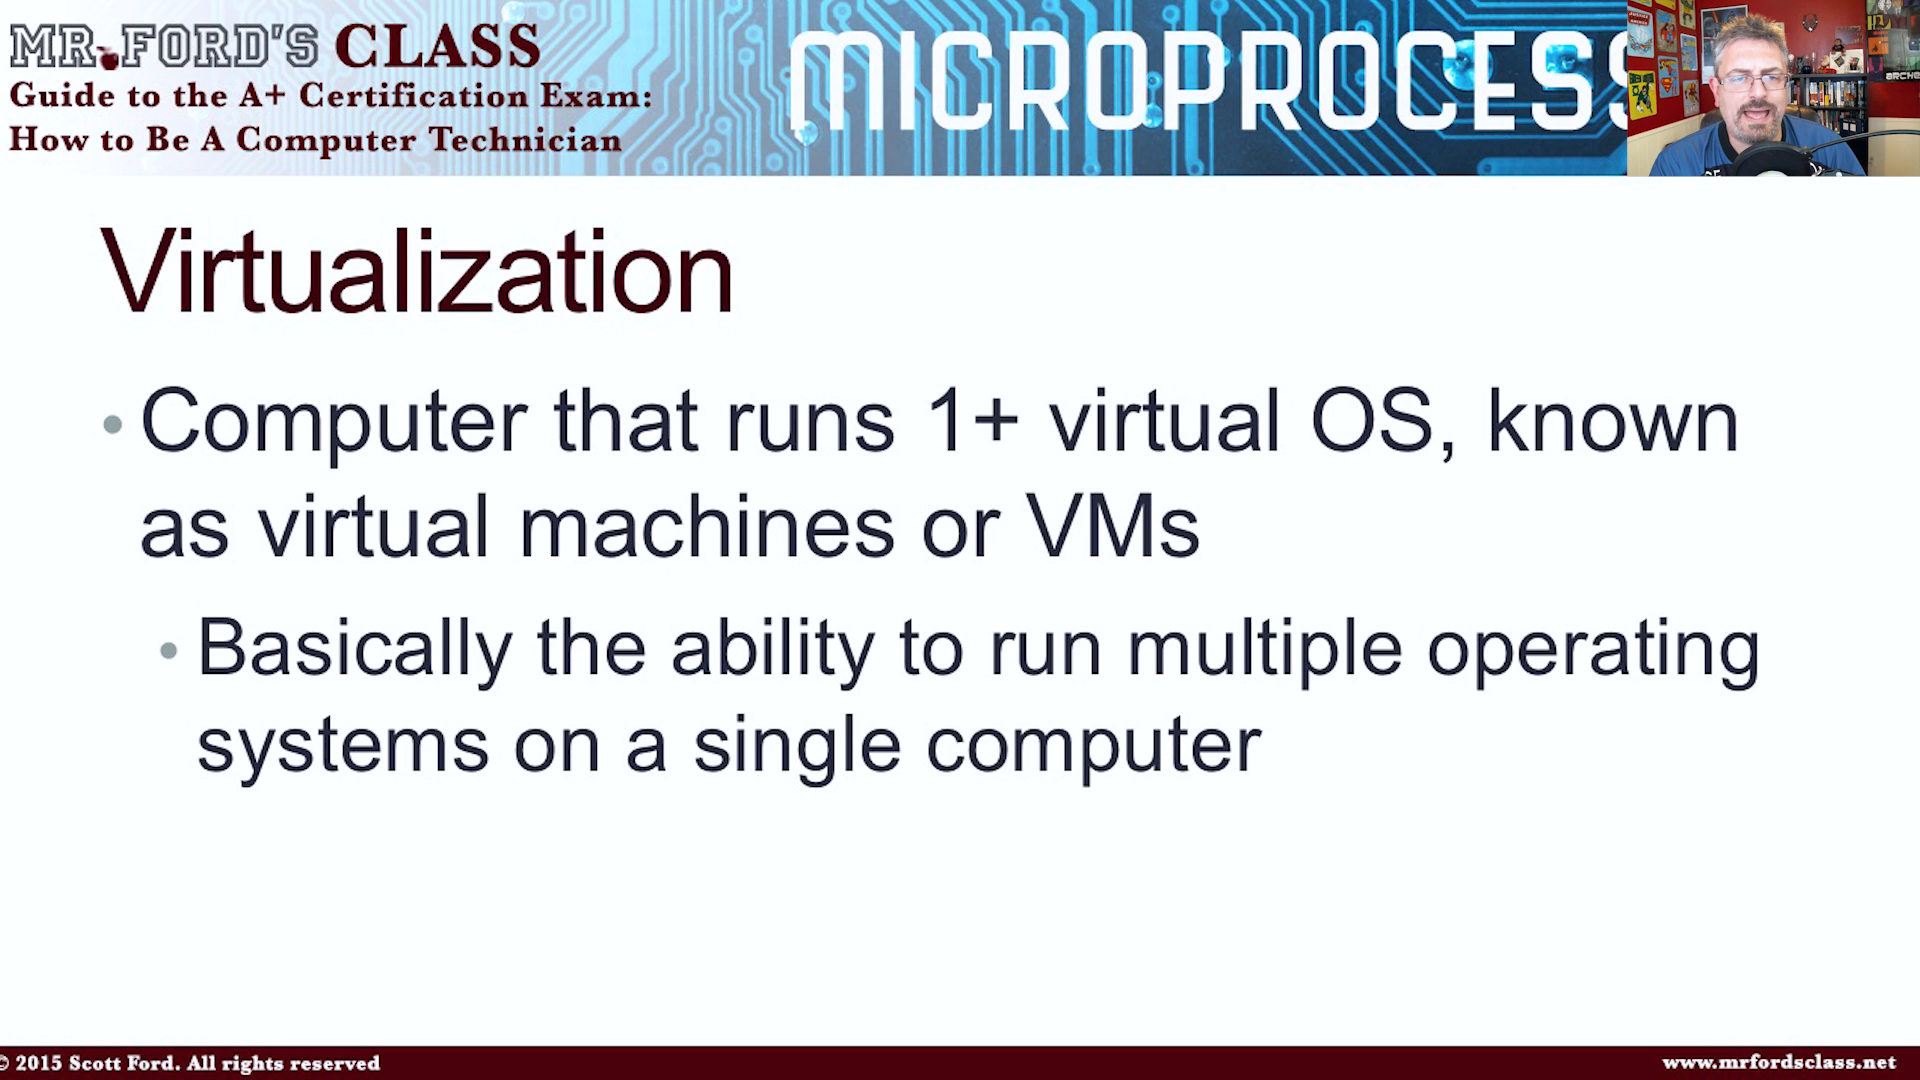 MR. FORD'S CLASS
Guide to the A+ Certification Exam:
How to Be A Computer Technician
MICROPROCESS
ARCHE
Virtualization
• Computer that runs 1+ virtual OS, known
as virtual machines or VMs
• Basically the ability to run multiple operating
systems on a single computer
© 2015 Scott Ford. All rights reserved
www.mrfordsclass.net